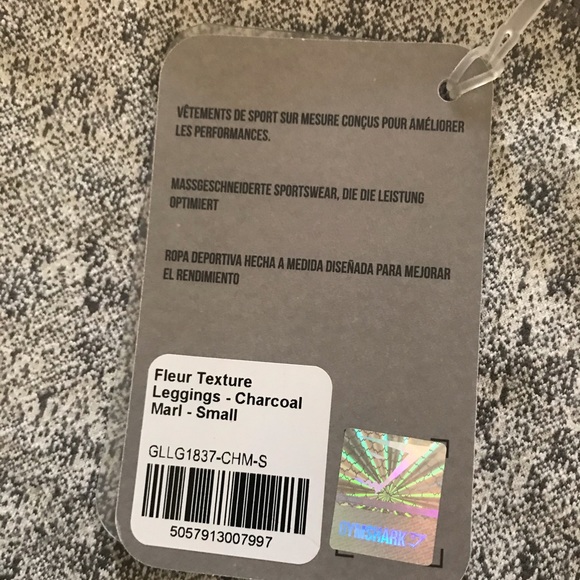 VÊTEMENTS DE SPORT SUR MESURE CONÇUS POUR AMÉLIORER
LES PERFORMANCES.
MASSGESCHNEIDERTE SPORTSWEAR, DIE DIE LEISTUNG
OPTIMIERT
ROPA DEPORTIVA HECHA A MEDIDA DISEÑADA PARA MEJORAR
EL RENDIMIENTO
Fleur Texture
Leggings - Charcoal
Marl - Small
GLLG1837-CHM-S
5057913007997
GYMSHARK